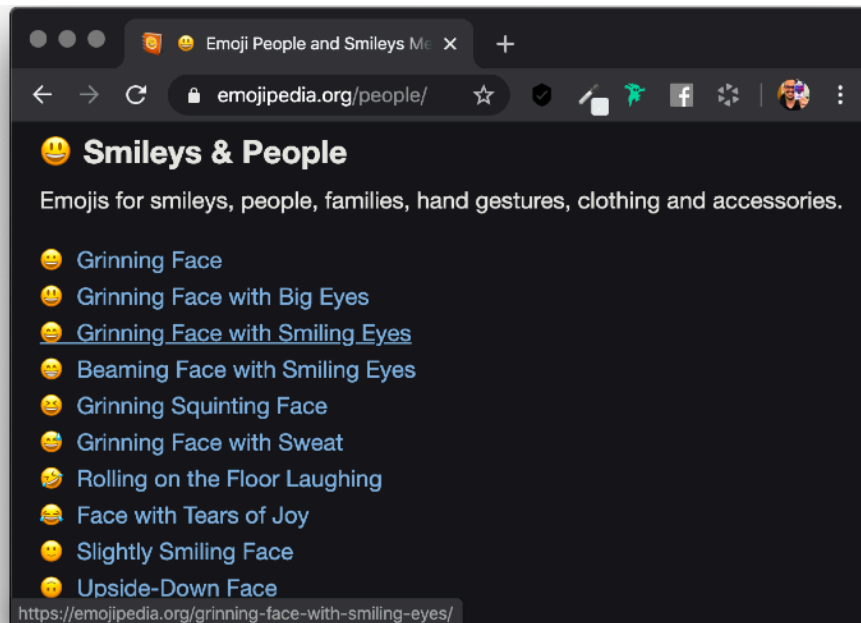 Emoji People and Smileys Me
emojipedia.org/people/
😃 Smileys & People
Emojis for smileys, people, families, hand gestures, clothing and accessories.
😀 Grinning Face
😃 Grinning Face with Big Eyes
😄 Grinning Face with Smiling Eyes
😁 Beaming Face with Smiling Eyes
😆 Grinning Squinting Face
😅 Grinning Face with Sweat
🤣 Rolling on the Floor Laughing
😂 Face with Tears of Joy
🙂 Slightly Smiling Face
🙃 Upside-Down Face
https://emojipedia.org/grinning-face-with-smiling-eyes/